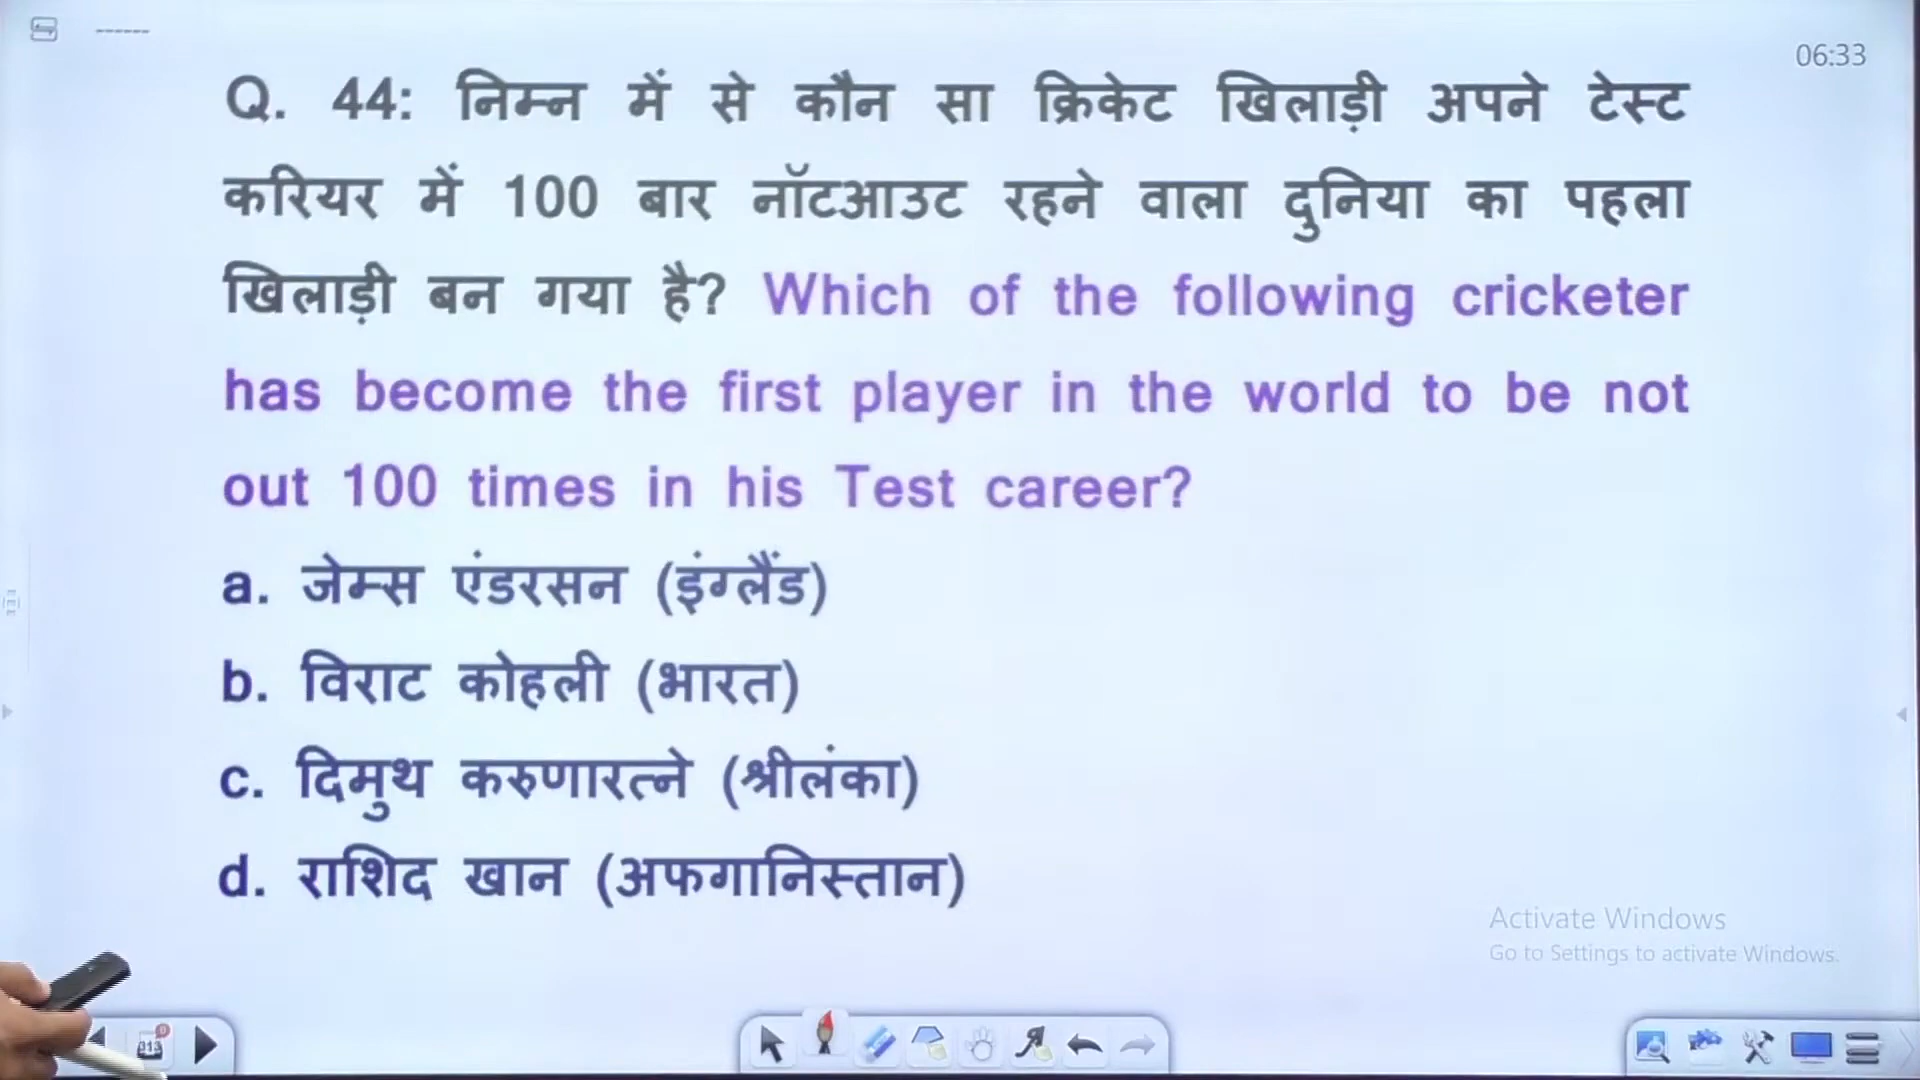 06:33
Q. 44: निम्न में से कौन सा क्रिकेट खिलाड़ी अपने टेस्ट
करियर में 100 बार नॉटआउट रहने वाला दुनिया का पहला
खिलाड़ी बन गया है? Which of the following cricketer
has become the first player in the world to be not
out 100 times in his Test career?
a. जेम्स एंडरसन (इंग्लैंड)
b. विराट कोहली (भारत)
c. दिमुथ करुणारत्ने (श्रीलंका)
d. राशिद खान (अफगानिस्तान)
Activate Windows
Go to Settings to activate Windows.
313